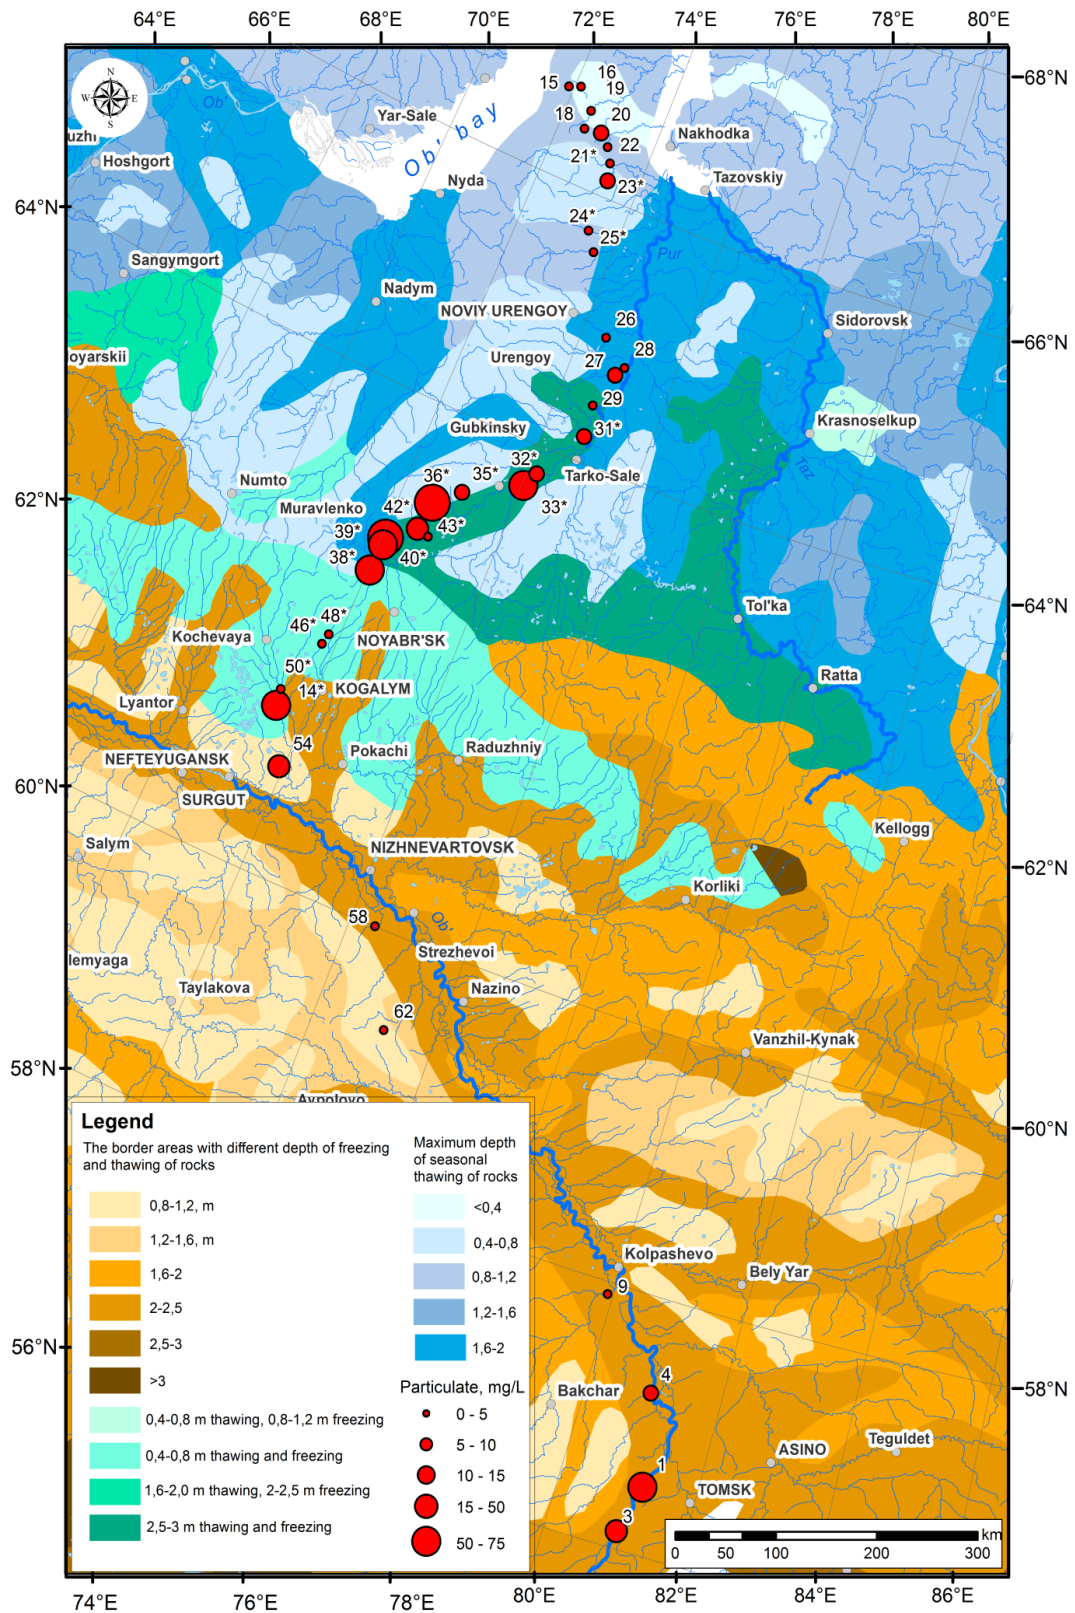 64°E
66°E
68°E
70°E
72°E
74°E
76°E
78°E
80°E
N
W
E
S
uzhi
Ob'
Yar-Sale
Ob' bay
15
16
19
18
20
22
21*
23*
Nakhodka
68°N
Hoshgort
Nyda
Tazovskiy
64°N
24*
25*
Pur
Sangymgort
Nadym
NOVIY URENGOY
26
Sidorovsk
66°N
oyarskii
Urengoy
27
28
29
Krasnoselkup
Gubkinsky
31*
Taz
62°N
Numto
36*
35*
32*
Tarko-Sale
33*
Muravlenko
42*
43*
39*
40*
38*
Tol'ka
64°N
Kochevaya
46*
48*
NOYABR'SK
50*
14*
KOGALYM
Ratta
Lyantor
54
Pokachi
Raduzhniy
NEFTEYUGANSK
60°N
SURGUT
Salym
NIZHNEVARTOVSK
Kellogg
62°N
Korliki
58
Ob'
Strezhevoi
lemyaga
Taylakova
Nazino
62
Vanzhil-Kynak
58°N
Aypolovo
60°N
Legend
The border areas with different depth of freezing
and thawing of rocks
0,8-1,2, m
1,2-1,6, m
1,6-2
2-2,5
2,5-3
>3
0,4-0,8 m thawing, 0,8-1,2 m freezing
0,4-0,8 m thawing and freezing
1,6-2,0 m thawing, 2-2,5 m freezing
2,5-3 m thawing and freezing
Maximum depth
of seasonal
thawing of rocks
<0,4
0,4-0,8
0,8-1,2
1,2-1,6
1,6-2
Particulate, mg/L
0 - 5
5 - 10
10 - 15
15 - 50
50 - 75
Kolpashevo
Bely Yar
9
56°N
4
58°N
Bakchar
Teguldet
ASINO
1
TOMSK
3
km
0
50
100
200
300
74°E
76°E
78°E
80°E
82°E
84°E
86°E